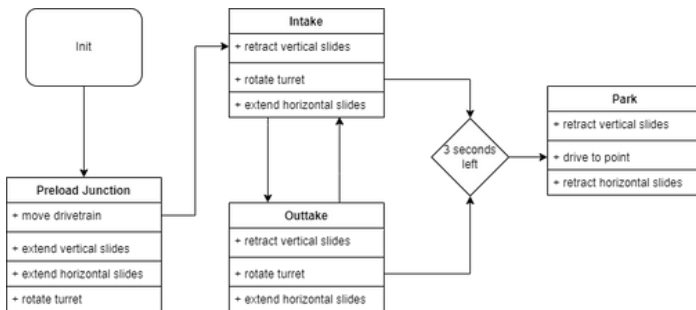 Init
Preload Junction
+ move drivetrain
+ extend vertical slides
+ extend horizontal slides
+ rotate turret
Intake
+ retract vertical slides
+ rotate turret
+ extend horizontal slides
Outtake
+ retract vertical slides
+ rotate turret
+ extend horizontal slides
3 seconds
left
Park
+ retract vertical slides
+ drive to point
+ retract horizontal slides